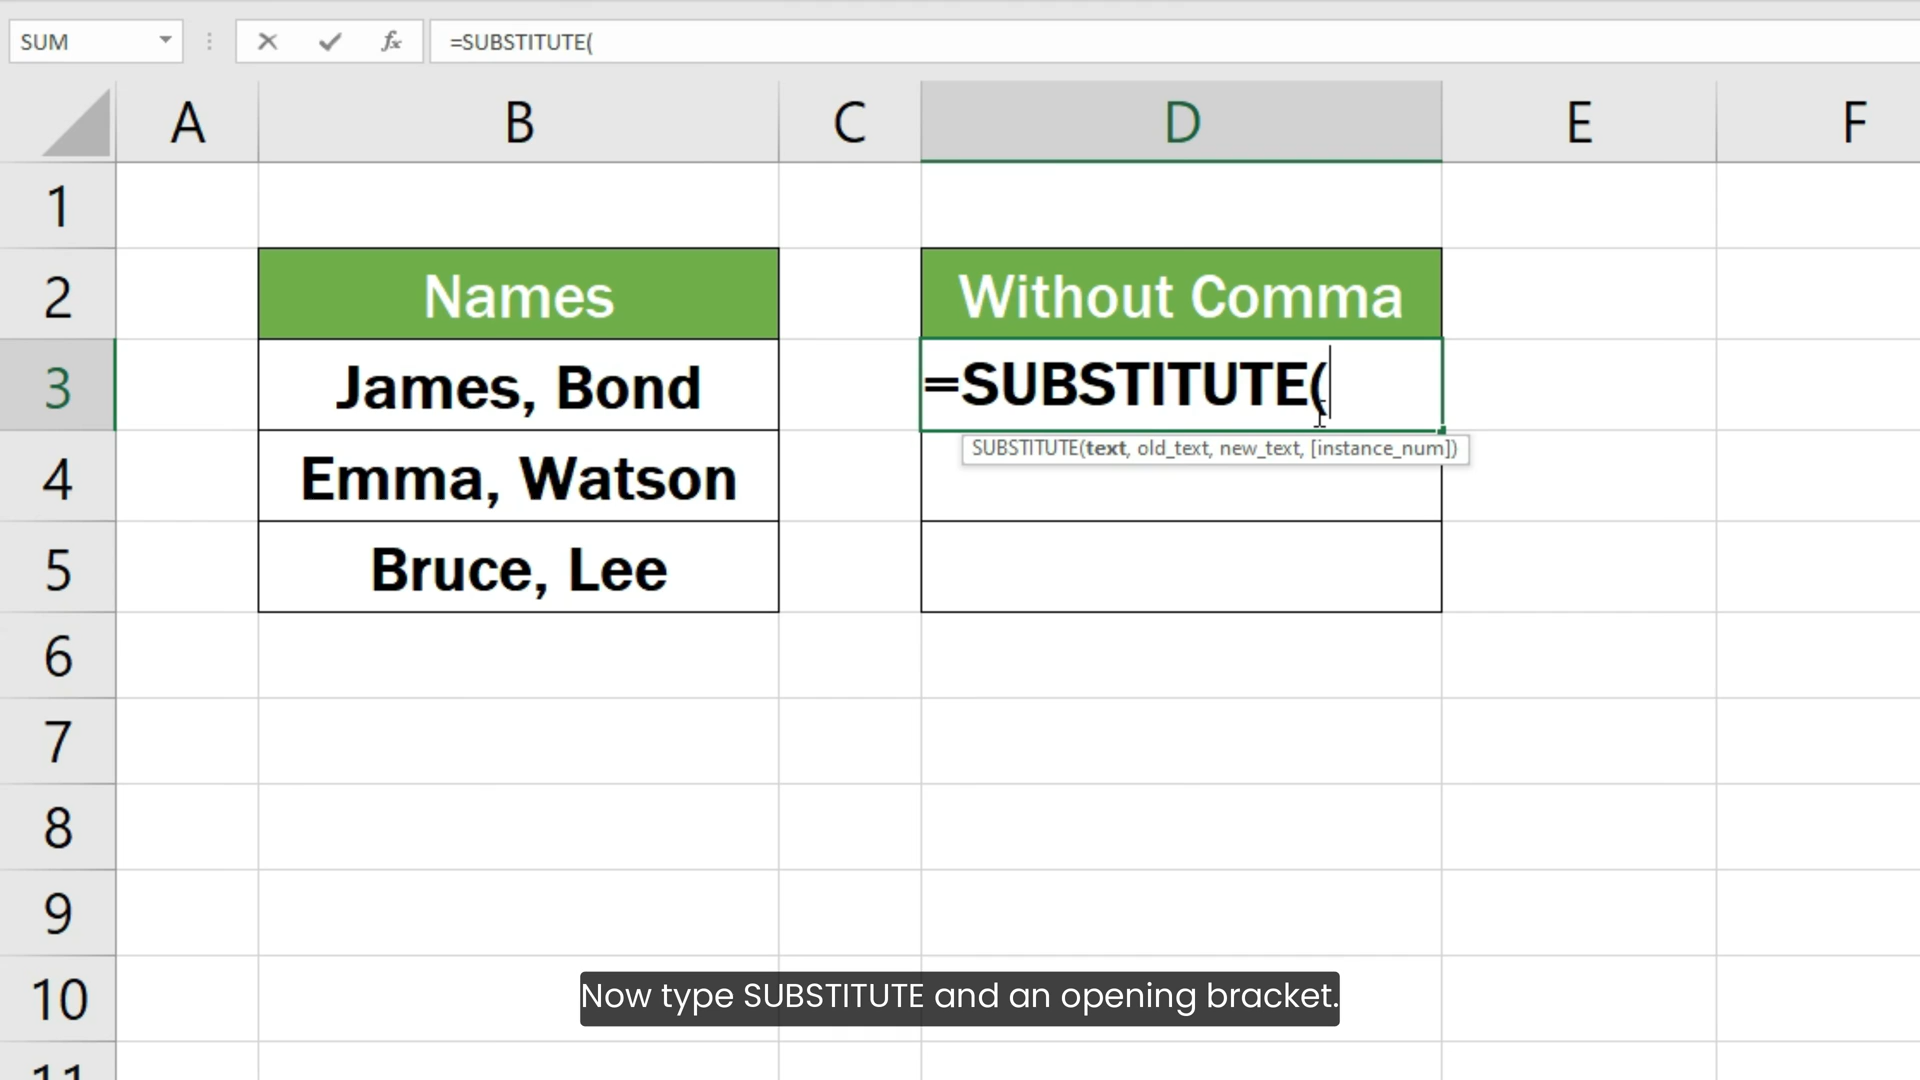 SUM
fx
=SUBSTITUTE(
A B C D E F
1
2 Names Without Comma
3 James, Bond =SUBSTITUTE(
SUBSTITUTE(text, old_text, new_text, [instance_num])
4 Emma, Watson
5 Bruce, Lee
6
7
8
9
10
Now type SUBSTITUTE and an opening bracket.
11